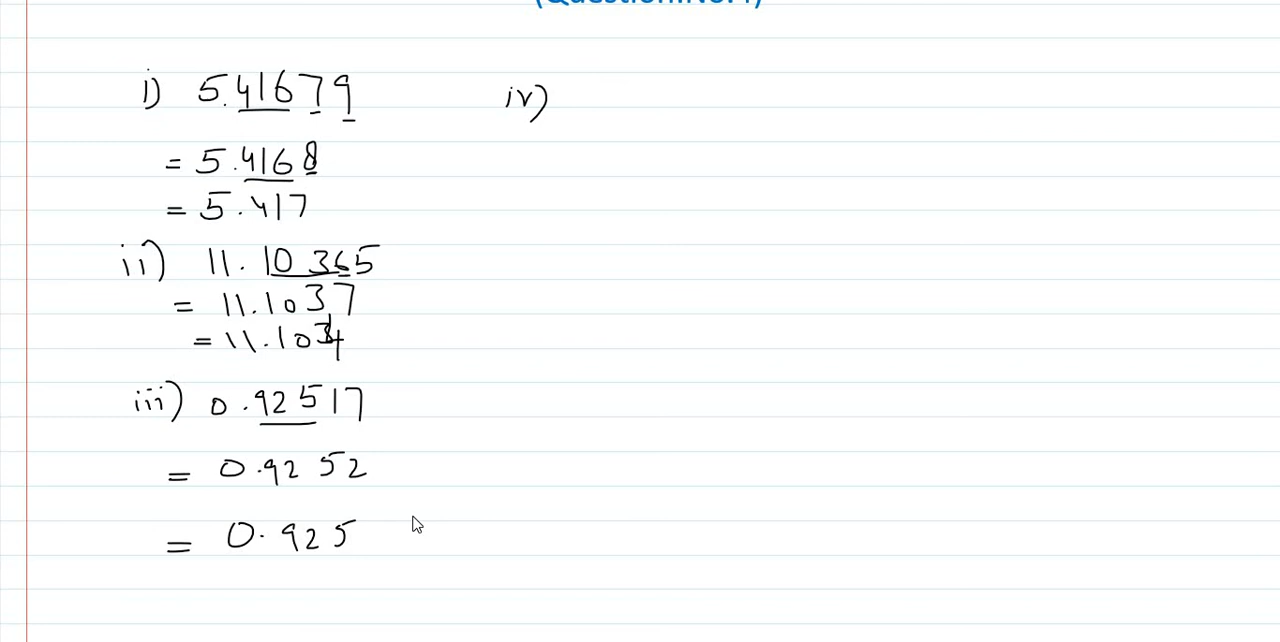 i) 5.41679
= 5.4168
= 5.417
ii) 11.10365
= 11.1037
= 11.104
iii) 0.92517
= 0.9252
= 0.925
iv)